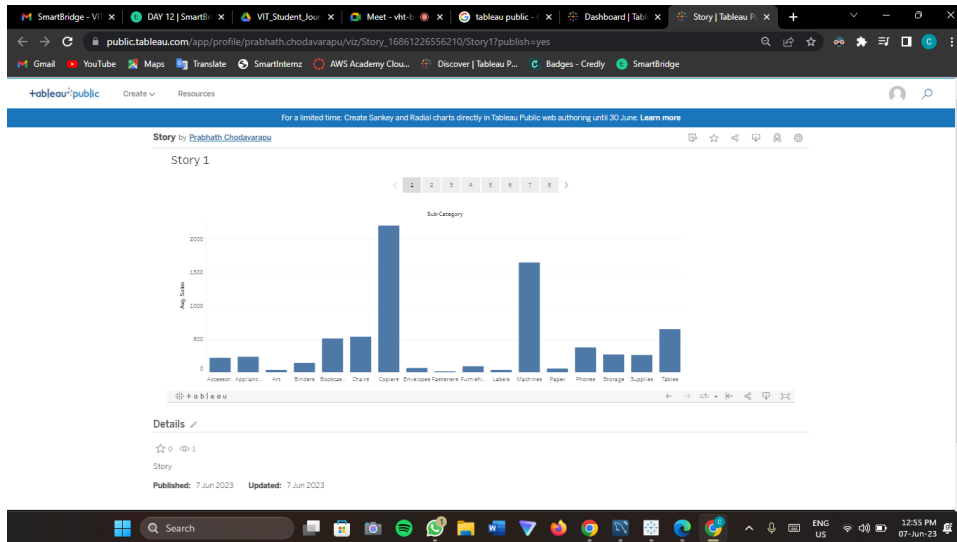 SmartBridge - VI
DAY 12 | SmartBr
VIT_Student_Jour
Meet - vht-b
tableau public -
Dashboard | Tabl
Story | Tableau P
public.tableau.com/app/profile/prabhath.chodavarapu/viz/Story_16861226556210/Story1?publish=yes
Gmail YouTube Maps Translate SmartInternz AWS Academy Clou... Discover | Tableau P... Badges - Credly SmartBridge
+ableau public Create Resources
For a limited time: Create Sankey and Radial charts directly in Tableau Public web authoring until 30 June. Learn more
Story by Prabhath Chodavarapu
Story 1
1 2 3 4 5 6 7 8
Sub-Category
Avg. Sales
2000
1500
1000
500
0
Accessor.. Applianc.. Art Binders Bookcas.. Chairs Copiers Envelopes Fasteners Furnishi.. Labels Machines Paper Phones Storage Supplies Tables
+ableau
Details
0 1
Story
Published: 7 Jun 2023 Updated: 7 Jun 2023
Search
ENG
US
12:55 PM
07-Jun-23